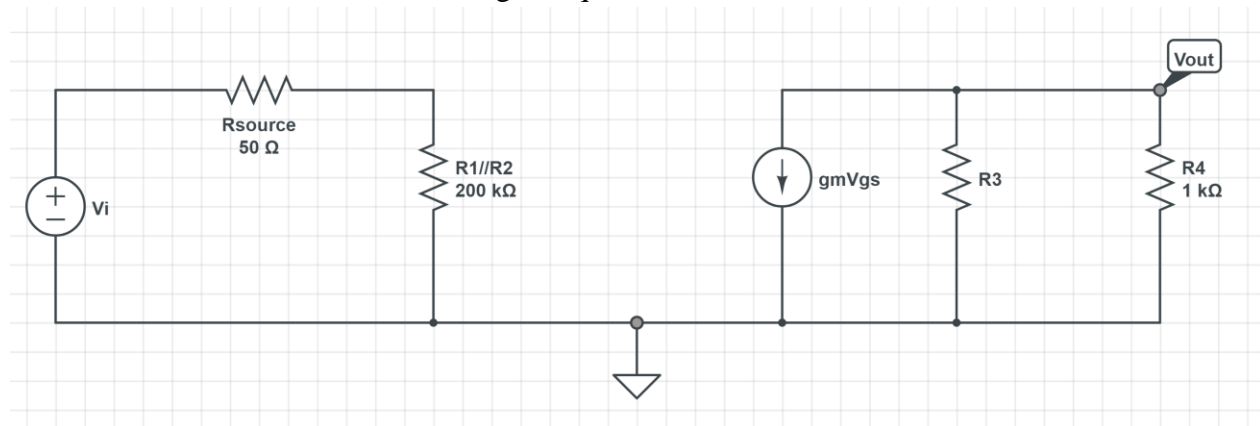 Vout
Rsource
50 Ω
R1//R2
200 kΩ
Vi
gmVgs
R3
R4
1 kΩ